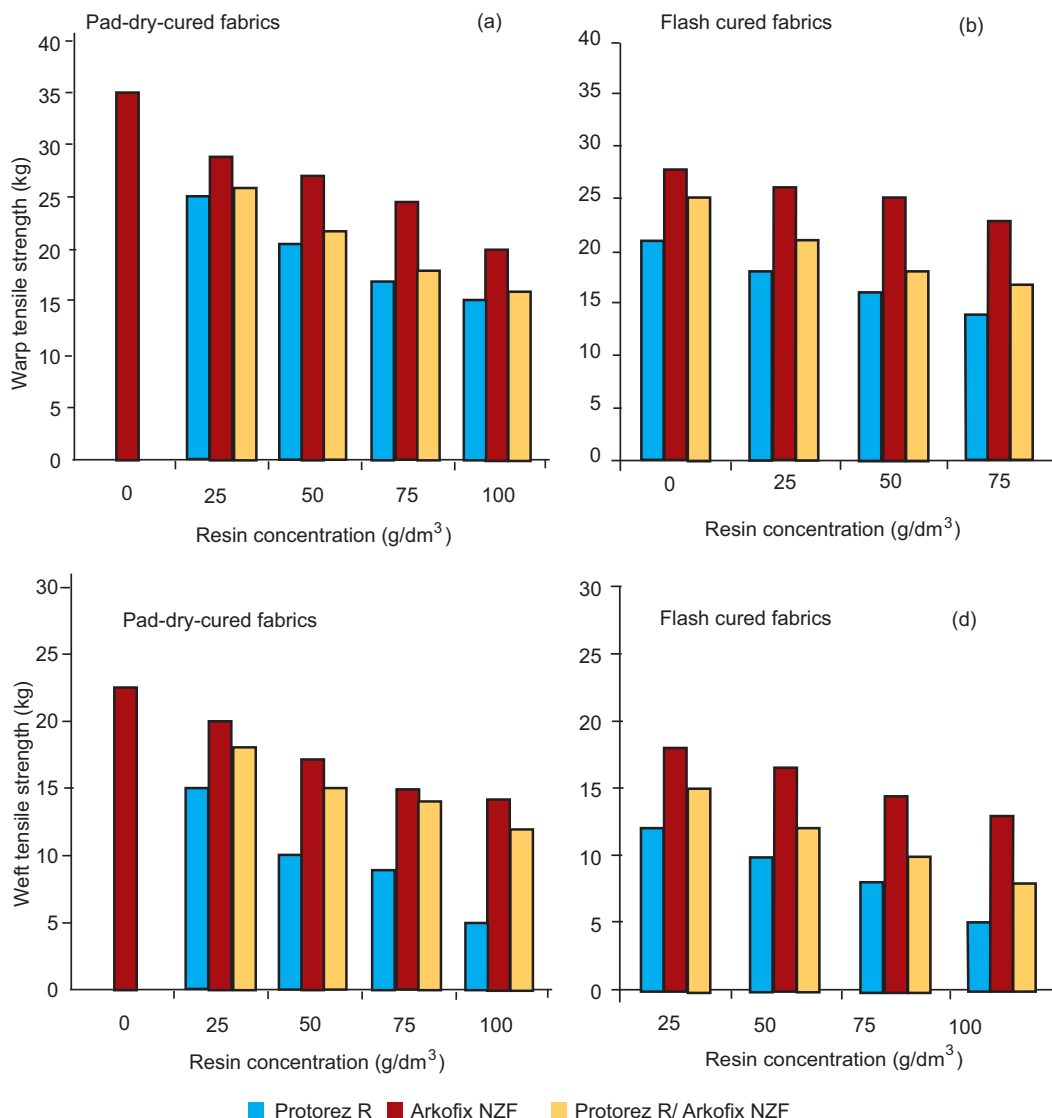 Pad-dry-cured fabrics (a)
40
35
30
25
20
15
10
5
0
Warp tensile strength (kg)
0 25 50 75 100
Resin concentration (g/dm³)
Flash cured fabrics (b)
40
35
30
25
20
15
10
5
0
0 25 50 75
Resin concentration (g/dm³)
Pad-dry-cured fabrics
30
25
20
15
10
5
0
Weft tensile strength (kg)
0 25 50 75 100
Resin concentration (g/dm³)
Flash cured fabrics (d)
30
25
20
15
10
5
0
25 50 75 100
Resin concentration (g/dm³)
Protorez R Arkofix NZF Protorez R/ Arkofix NZF